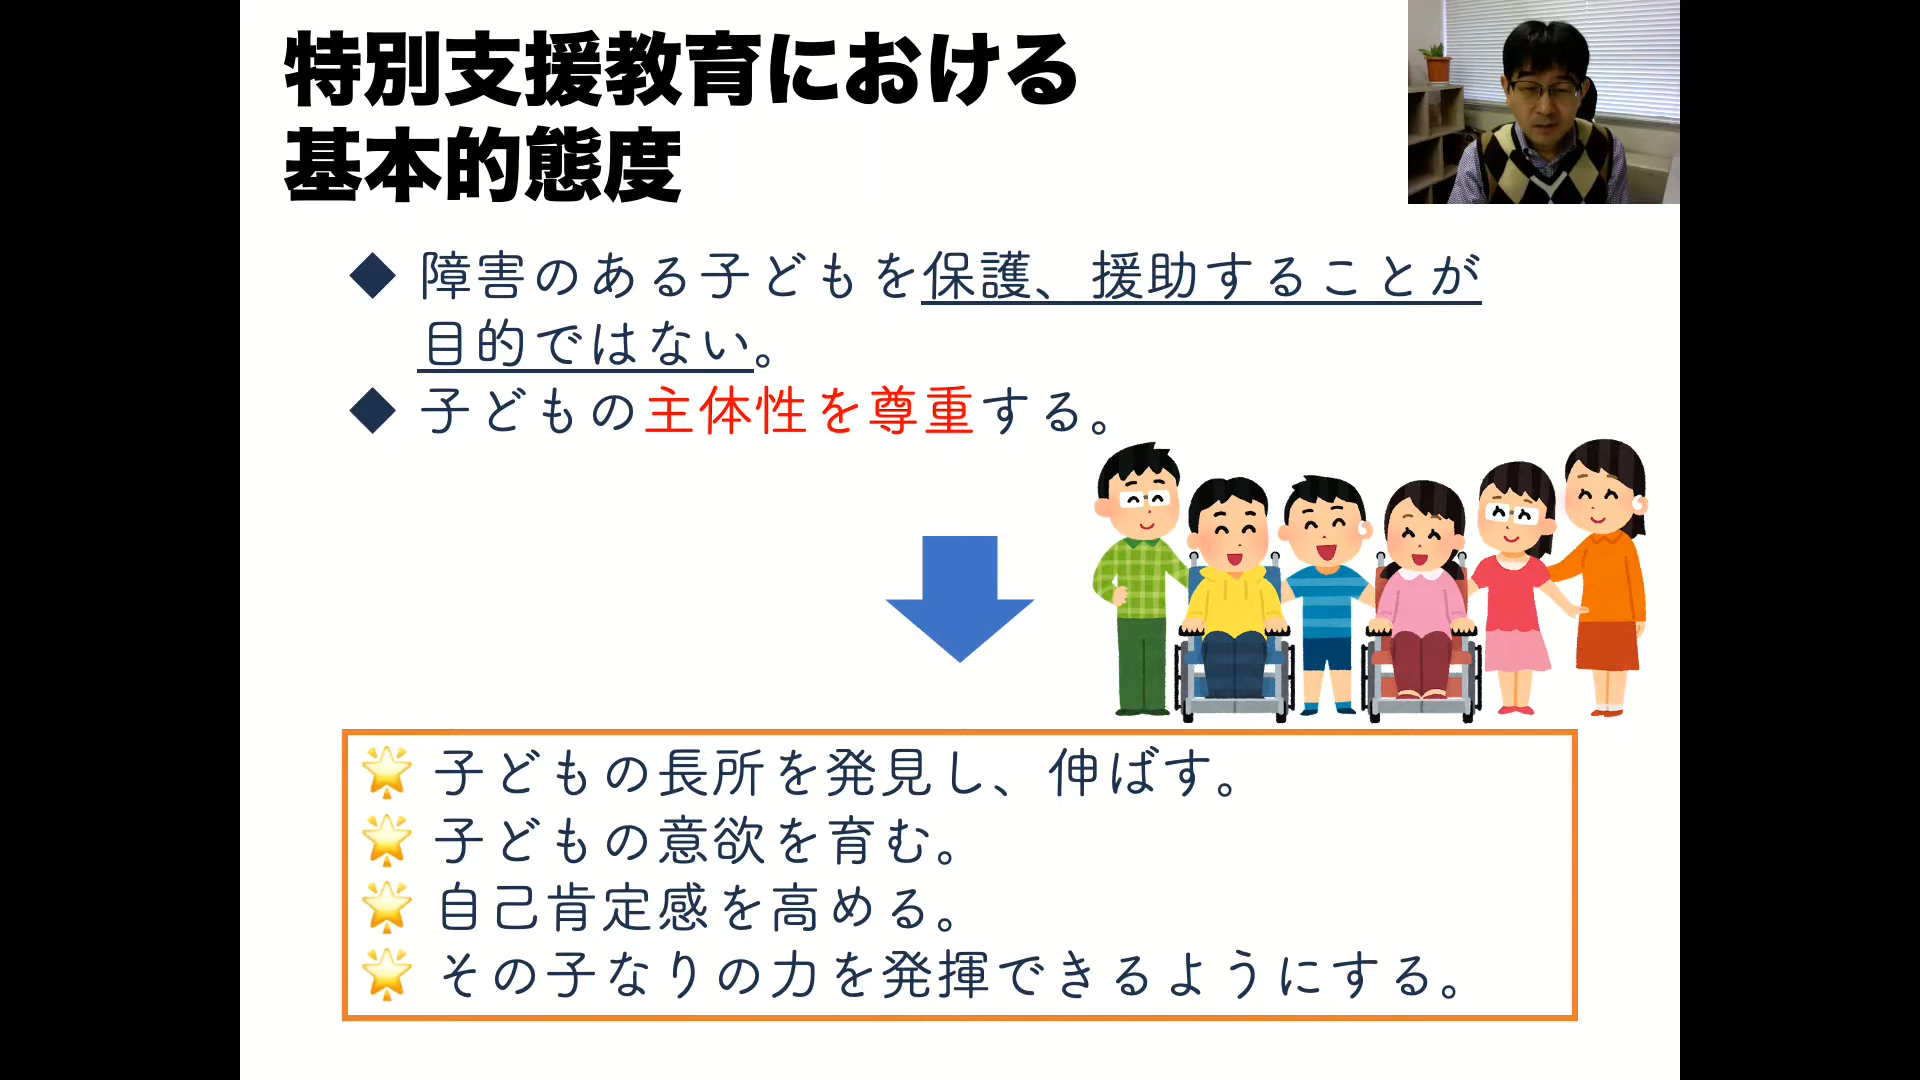 特別支援教育における
基本的態度
◆ 障害のある子どもを保護、援助することが
目的ではない。
◆ 子どもの主体性を尊重する。
🌟 子どもの長所を発見し、伸ばす。
🌟 子どもの意欲を育む。
🌟 自己肯定感を高める。
🌟 その子なりの力を発揮できるようにする。